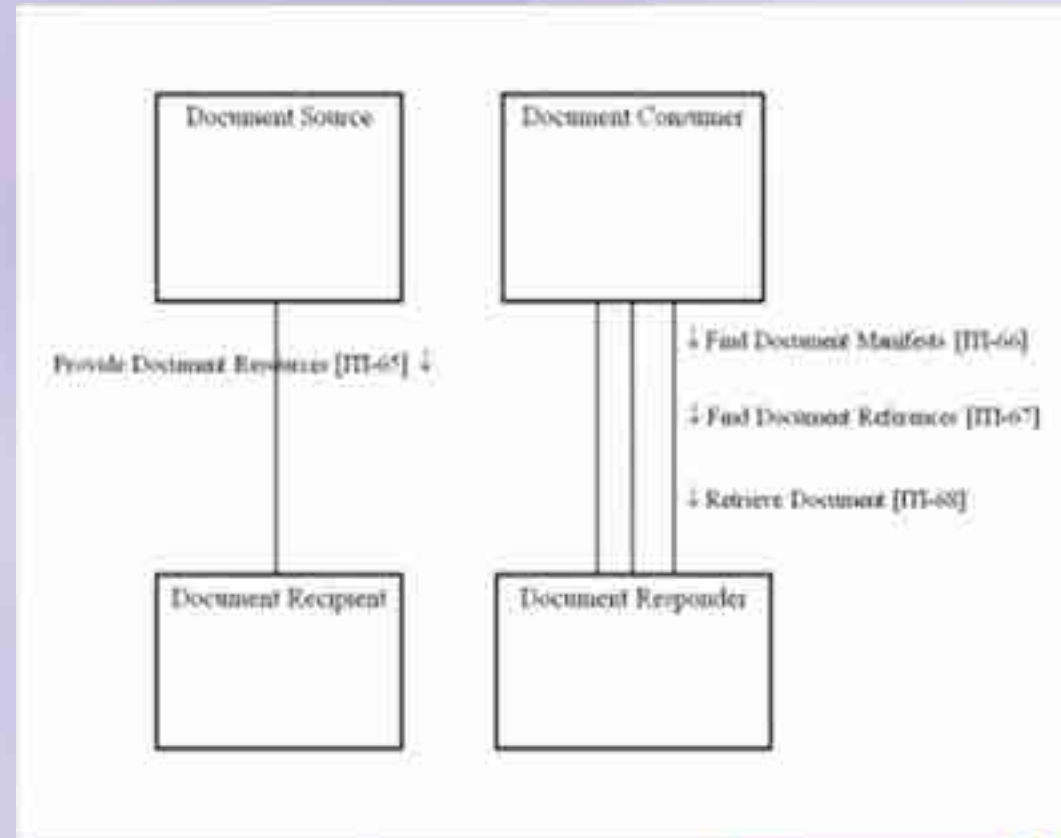 Document Source
Document Consumer
Provide Document Resources [ITI-65] ↓
↓ Find Document Manifests [ITI-66]
↓ Find Document References [ITI-67]
↓ Retrieve Document [ITI-68]
Document Recipient
Document Responder